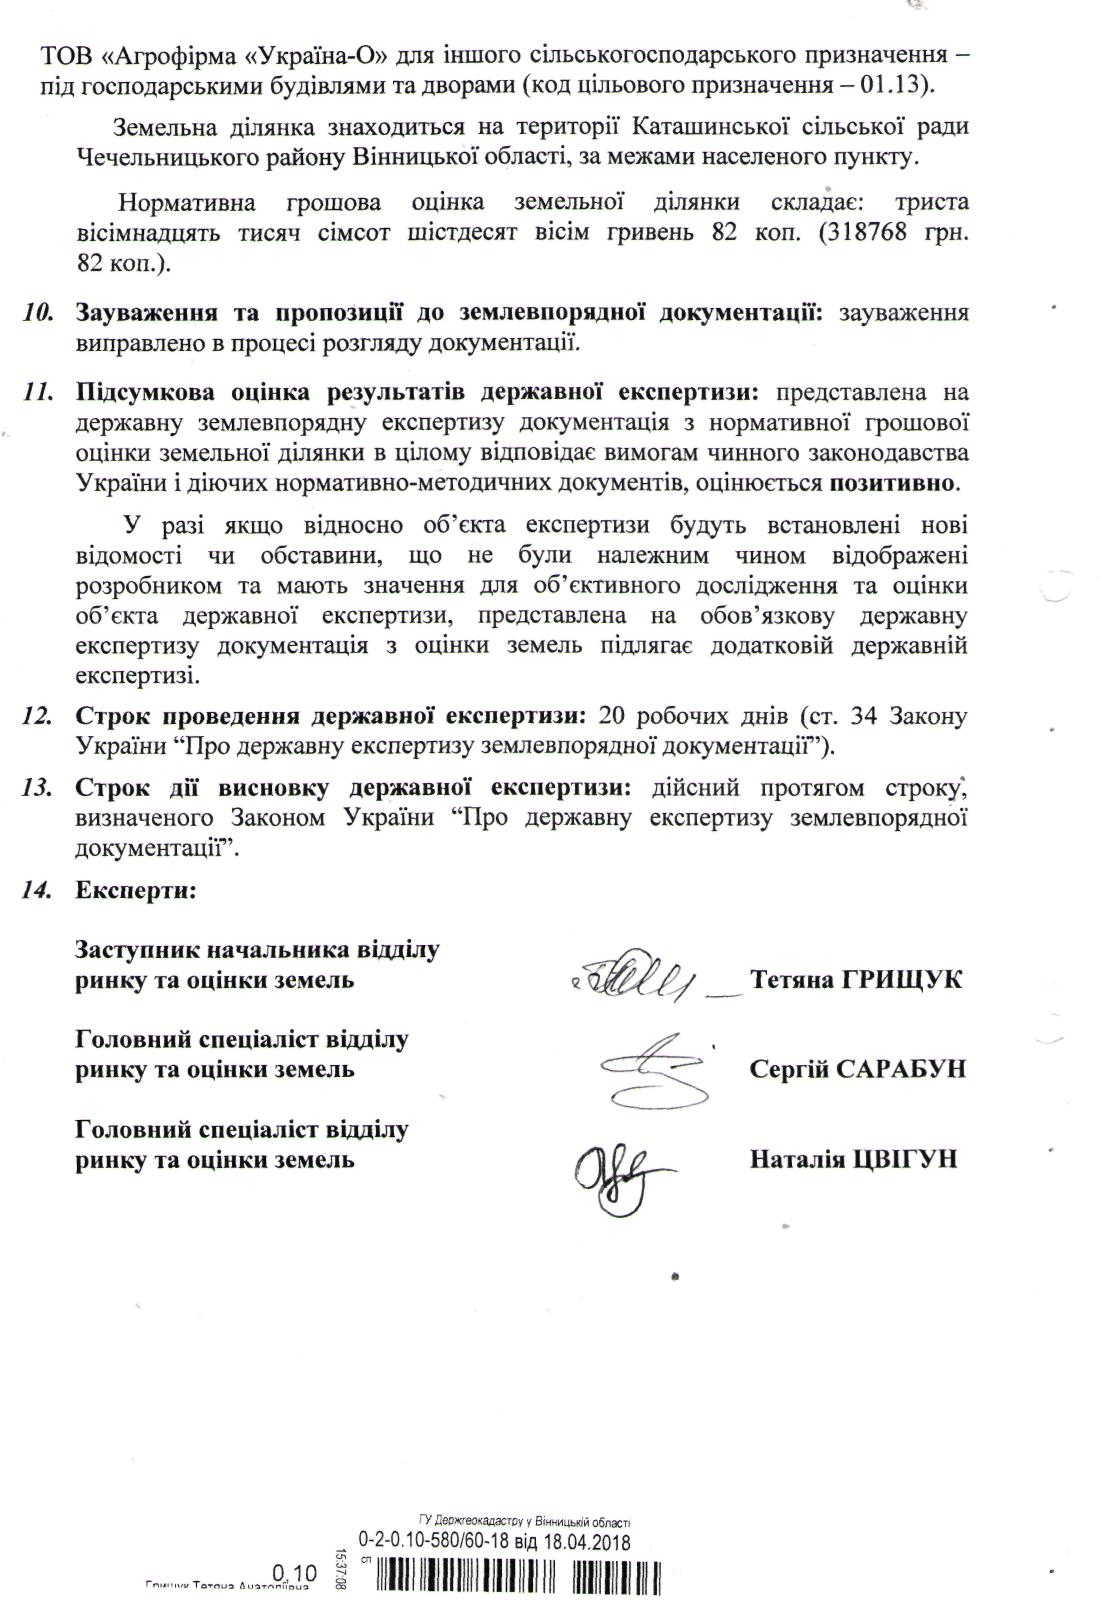 ТОВ «Агрофірма «Україна-О» для іншого сільськогосподарського призначення –
під господарськими будівлями та дворами (код цільового призначення – 01.13).
Земельна ділянка знаходиться на території Каташинської сільської ради
Чечельницького району Вінницької області, за межами населеного пункту.
Нормативна грошова оцінка земельної ділянки складає: триста
вісімнадцять тисяч сімсот шістдесят вісім гривень 82 коп. (318768 грн.
82 коп.).
10. Зауваження та пропозиції до землевпорядної документації: зауваження
виправлено в процесі розгляду документації.
11. Підсумкова оцінка результатів державної експертизи: представлена на
державну землевпорядну експертизу документація з нормативної грошової
оцінки земельної ділянки в цілому відповідає вимогам чинного законодавства
України і діючих нормативно-методичних документів, оцінюється позитивно.
У разі якщо відносно об’єкта експертизи будуть встановлені нові
відомості чи обставини, що не були належним чином відображені
розробником та мають значення для об’єктивного дослідження та оцінки
об’єкта державної експертизи, представлена на обов’язкову державну
експертизу документація з оцінки земель підлягає додатковій державній
експертизі.
12. Строк проведення державної експертизи: 20 робочих днів (ст. 34 Закону
України “Про державну експертизу землевпорядної документації”).
13. Строк дії висновку державної експертизи: дійсний протягом строку,
визначеного Законом України “Про державну експертизу землевпорядної
документації”.
14. Експерти:
Заступник начальника відділу
ринку та оцінки земель Тетяна ГРИЩУК
Головний спеціаліст відділу
ринку та оцінки земель Сергій САРАБУН
Головний спеціаліст відділу
ринку та оцінки земель Наталія ЦВІГУН
ГУ Держгеокадастру у Вінницькій області
0-2-0.10-580/60-18 від 18.04.2018
15:37:08
сп
0.10
Грищук Тетяна Анатоліївна